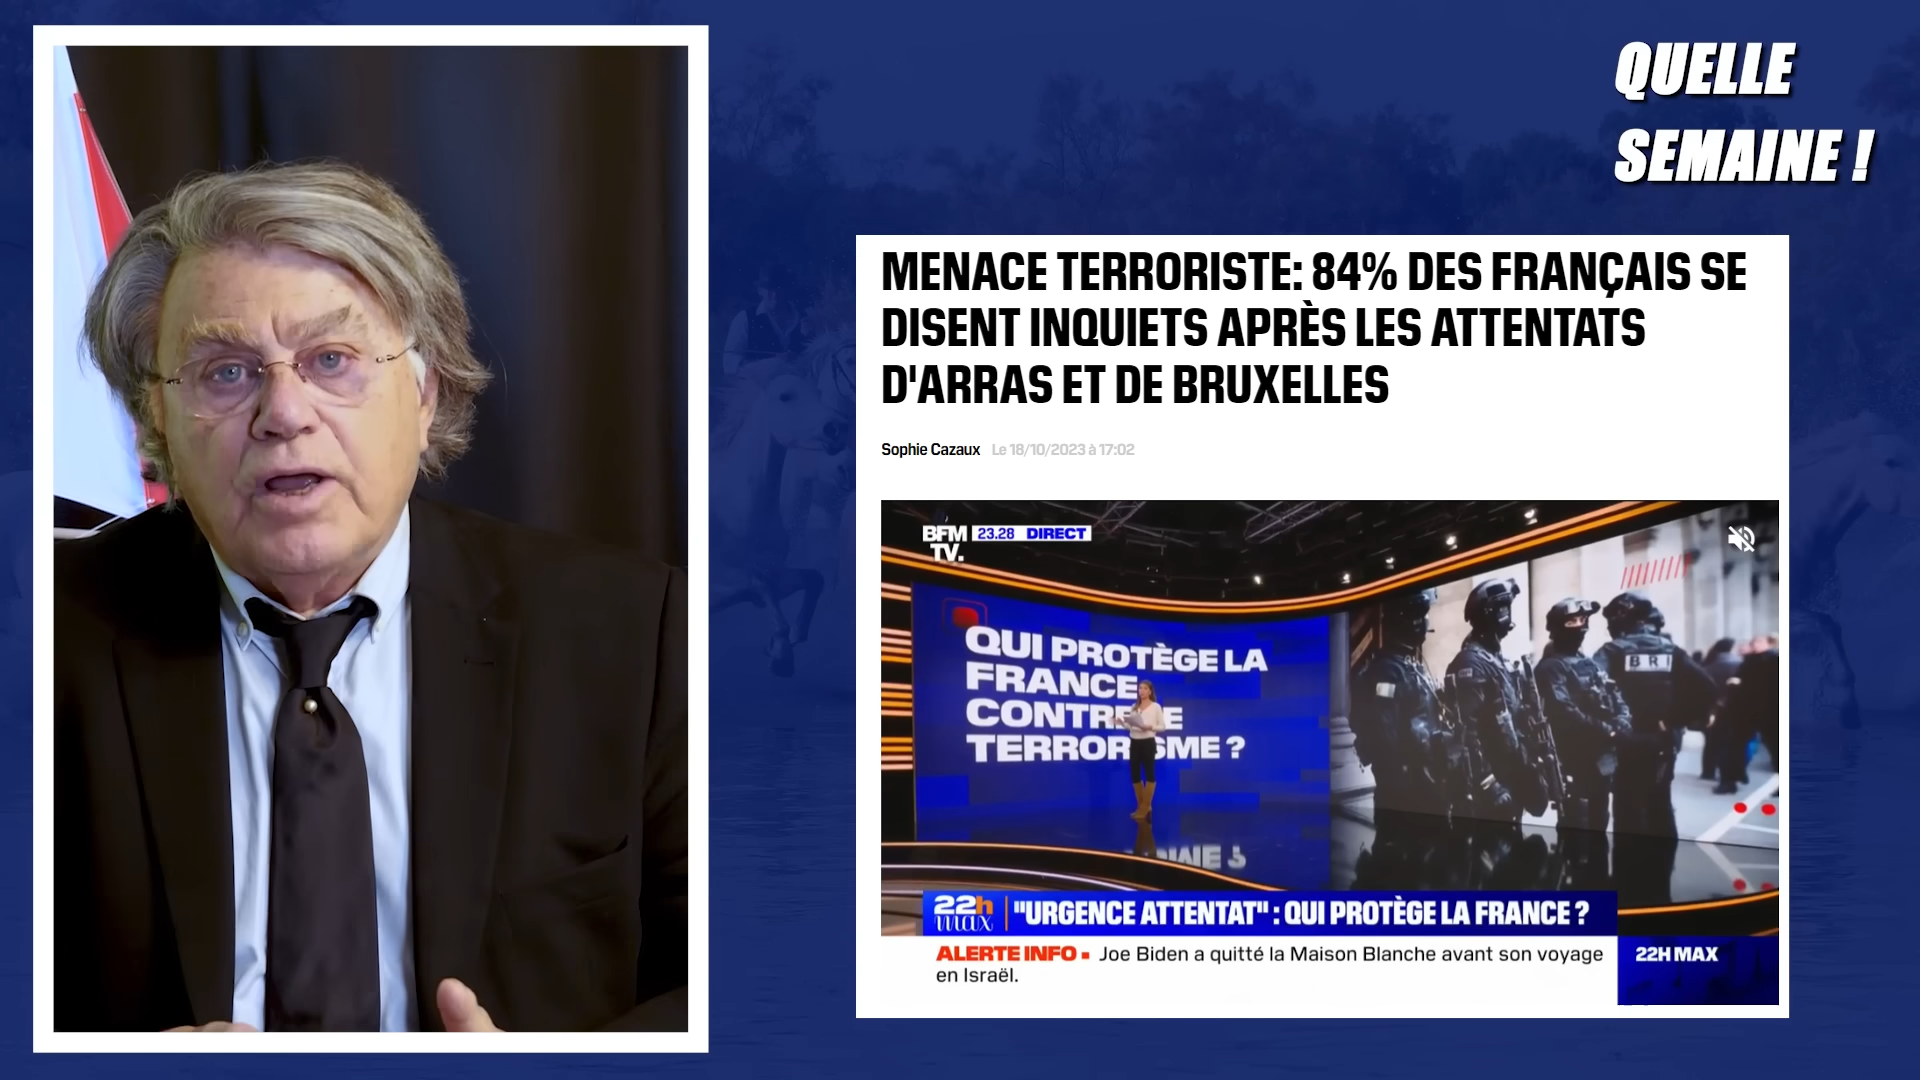 QUELLE
SEMAINE !
MENACE TERRORISTE: 84% DES FRANÇAIS SE
DISENT INQUIETS APRÈS LES ATTENTATS
D'ARRAS ET DE BRUXELLES
Sophie Cazaux Le 18/10/2023 à 17:02
BFM 23.28 DIRECT
TV.
QUI PROTÈGE LA
FRANCE
CONTRE
TERRORISME ?
BRI
22h max "URGENCE ATTENTAT" : QUI PROTÈGE LA FRANCE ?
ALERTE INFO ▪ Joe Biden a quitté la Maison Blanche avant son voyage
en Israël.
22H MAX